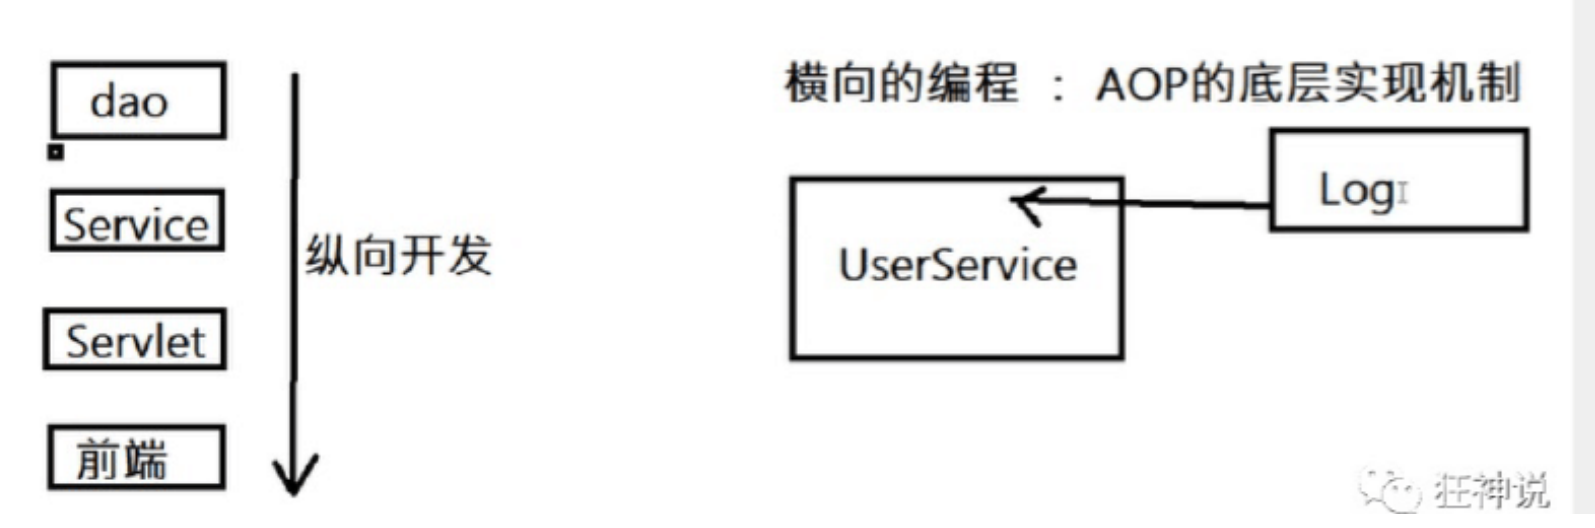 dao
Service
Servlet
前端
纵向开发
横向的编程 ： AOP的底层实现机制
Log
UserService
狂神说